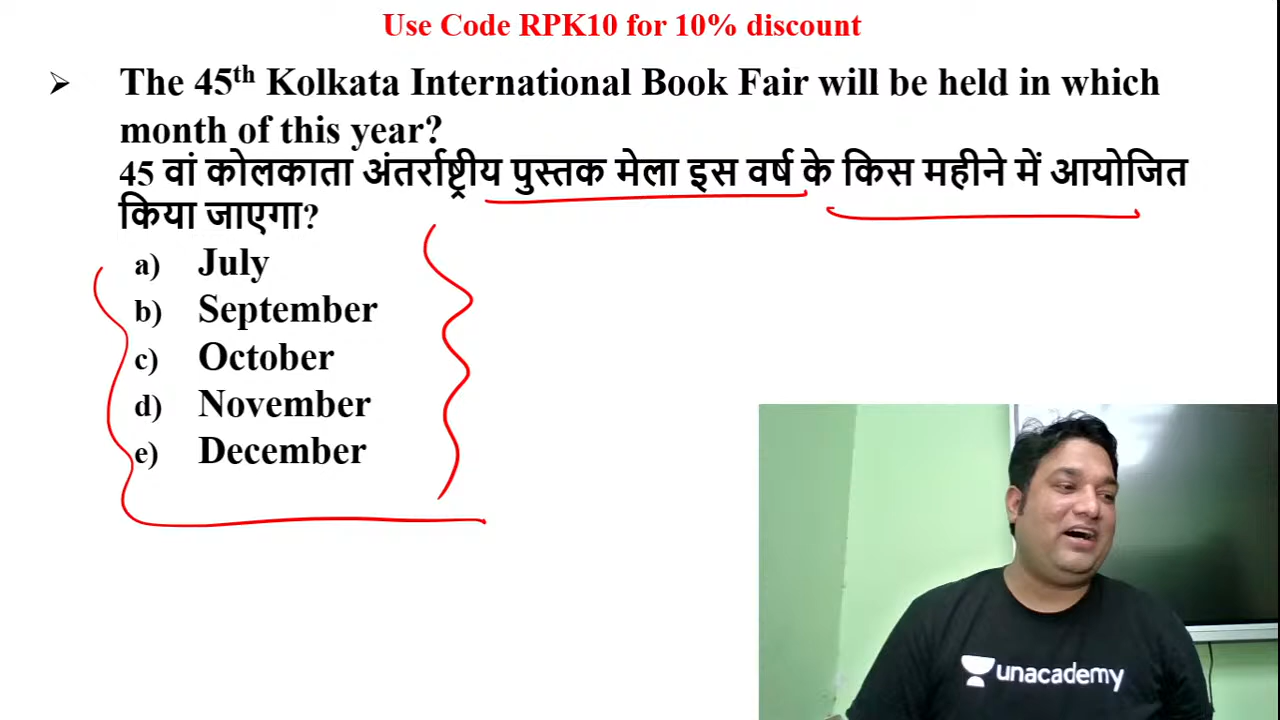 Use Code RPK10 for 10% discount
➢ The 45th Kolkata International Book Fair will be held in which
month of this year?
45 वां कोलकाता अंतर्राष्ट्रीय पुस्तक मेला इस वर्ष के किस महीने में आयोजित
किया जाएगा?
a) July
b) September
c) October
d) November
e) December
unacademy